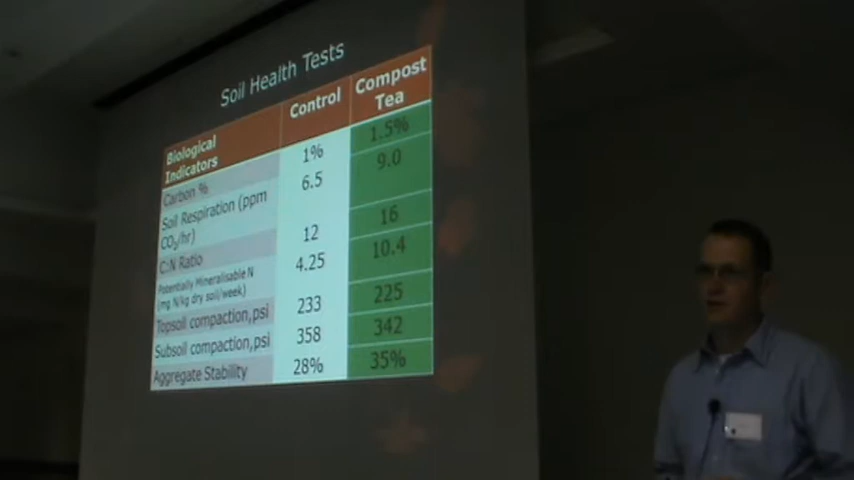 Soil Health Tests
Biological Indicators Control Compost Tea
Carbon % 1% 1.5%
Soil Respiration (ppm CO₂/hr) 6.5 9.0
C:N Ratio 12 16
Potentially Mineralisable N (mg N/kg dry soil/week) 4.25 10.4
Topsoil compaction,psi 233 225
Subsoil compaction,psi 358 342
Aggregate Stability 28% 35%